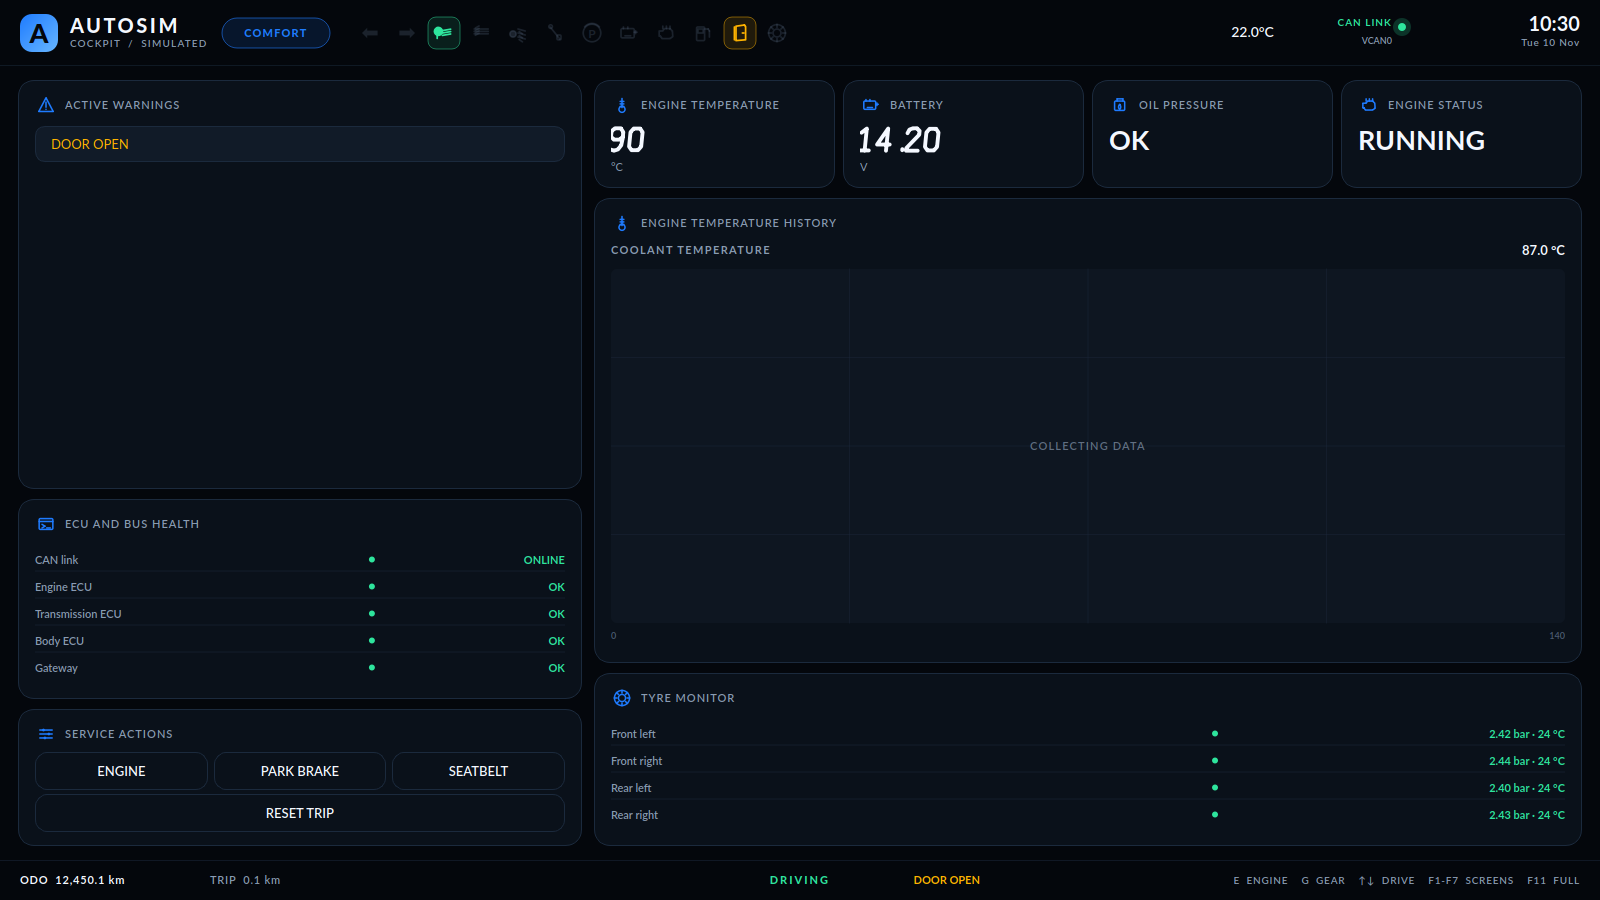 AUTOSIM
COCKPIT / SIMULATED
COMFORT
22.0°C
CAN LINK
VCAN0
10:30
Tue 10 Nov
ACTIVE WARNINGS
DOOR OPEN
ENGINE TEMPERATURE
90
°C
BATTERY
14.20
V
OIL PRESSURE
OK
ENGINE STATUS
RUNNING
ENGINE TEMPERATURE HISTORY
COOLANT TEMPERATURE
87.0 °C
COLLECTING DATA
0
140
ECU AND BUS HEALTH
CAN link ONLINE
Engine ECU OK
Transmission ECU OK
Body ECU OK
Gateway OK
SERVICE ACTIONS
ENGINE
PARK BRAKE
SEATBELT
RESET TRIP
TYRE MONITOR
Front left 2.42 bar · 24 °C
Front right 2.44 bar · 24 °C
Rear left 2.40 bar · 24 °C
Rear right 2.43 bar · 24 °C
ODO 12,450.1 km TRIP 0.1 km DRIVING DOOR OPEN E ENGINE G GEAR ↑↓ DRIVE F1-F7 SCREENS F11 FULL